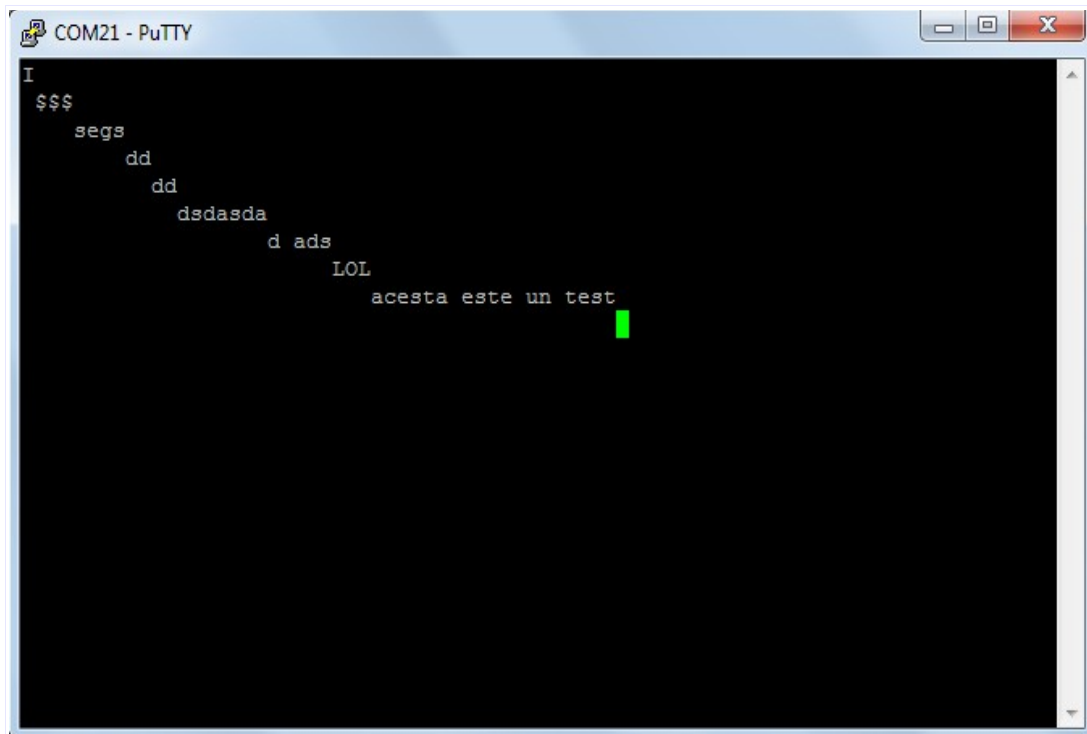 COM21 - PuTTY
I
$$$
segs
dd
dd
dsdasda
d ads
LOL
acesta este un test